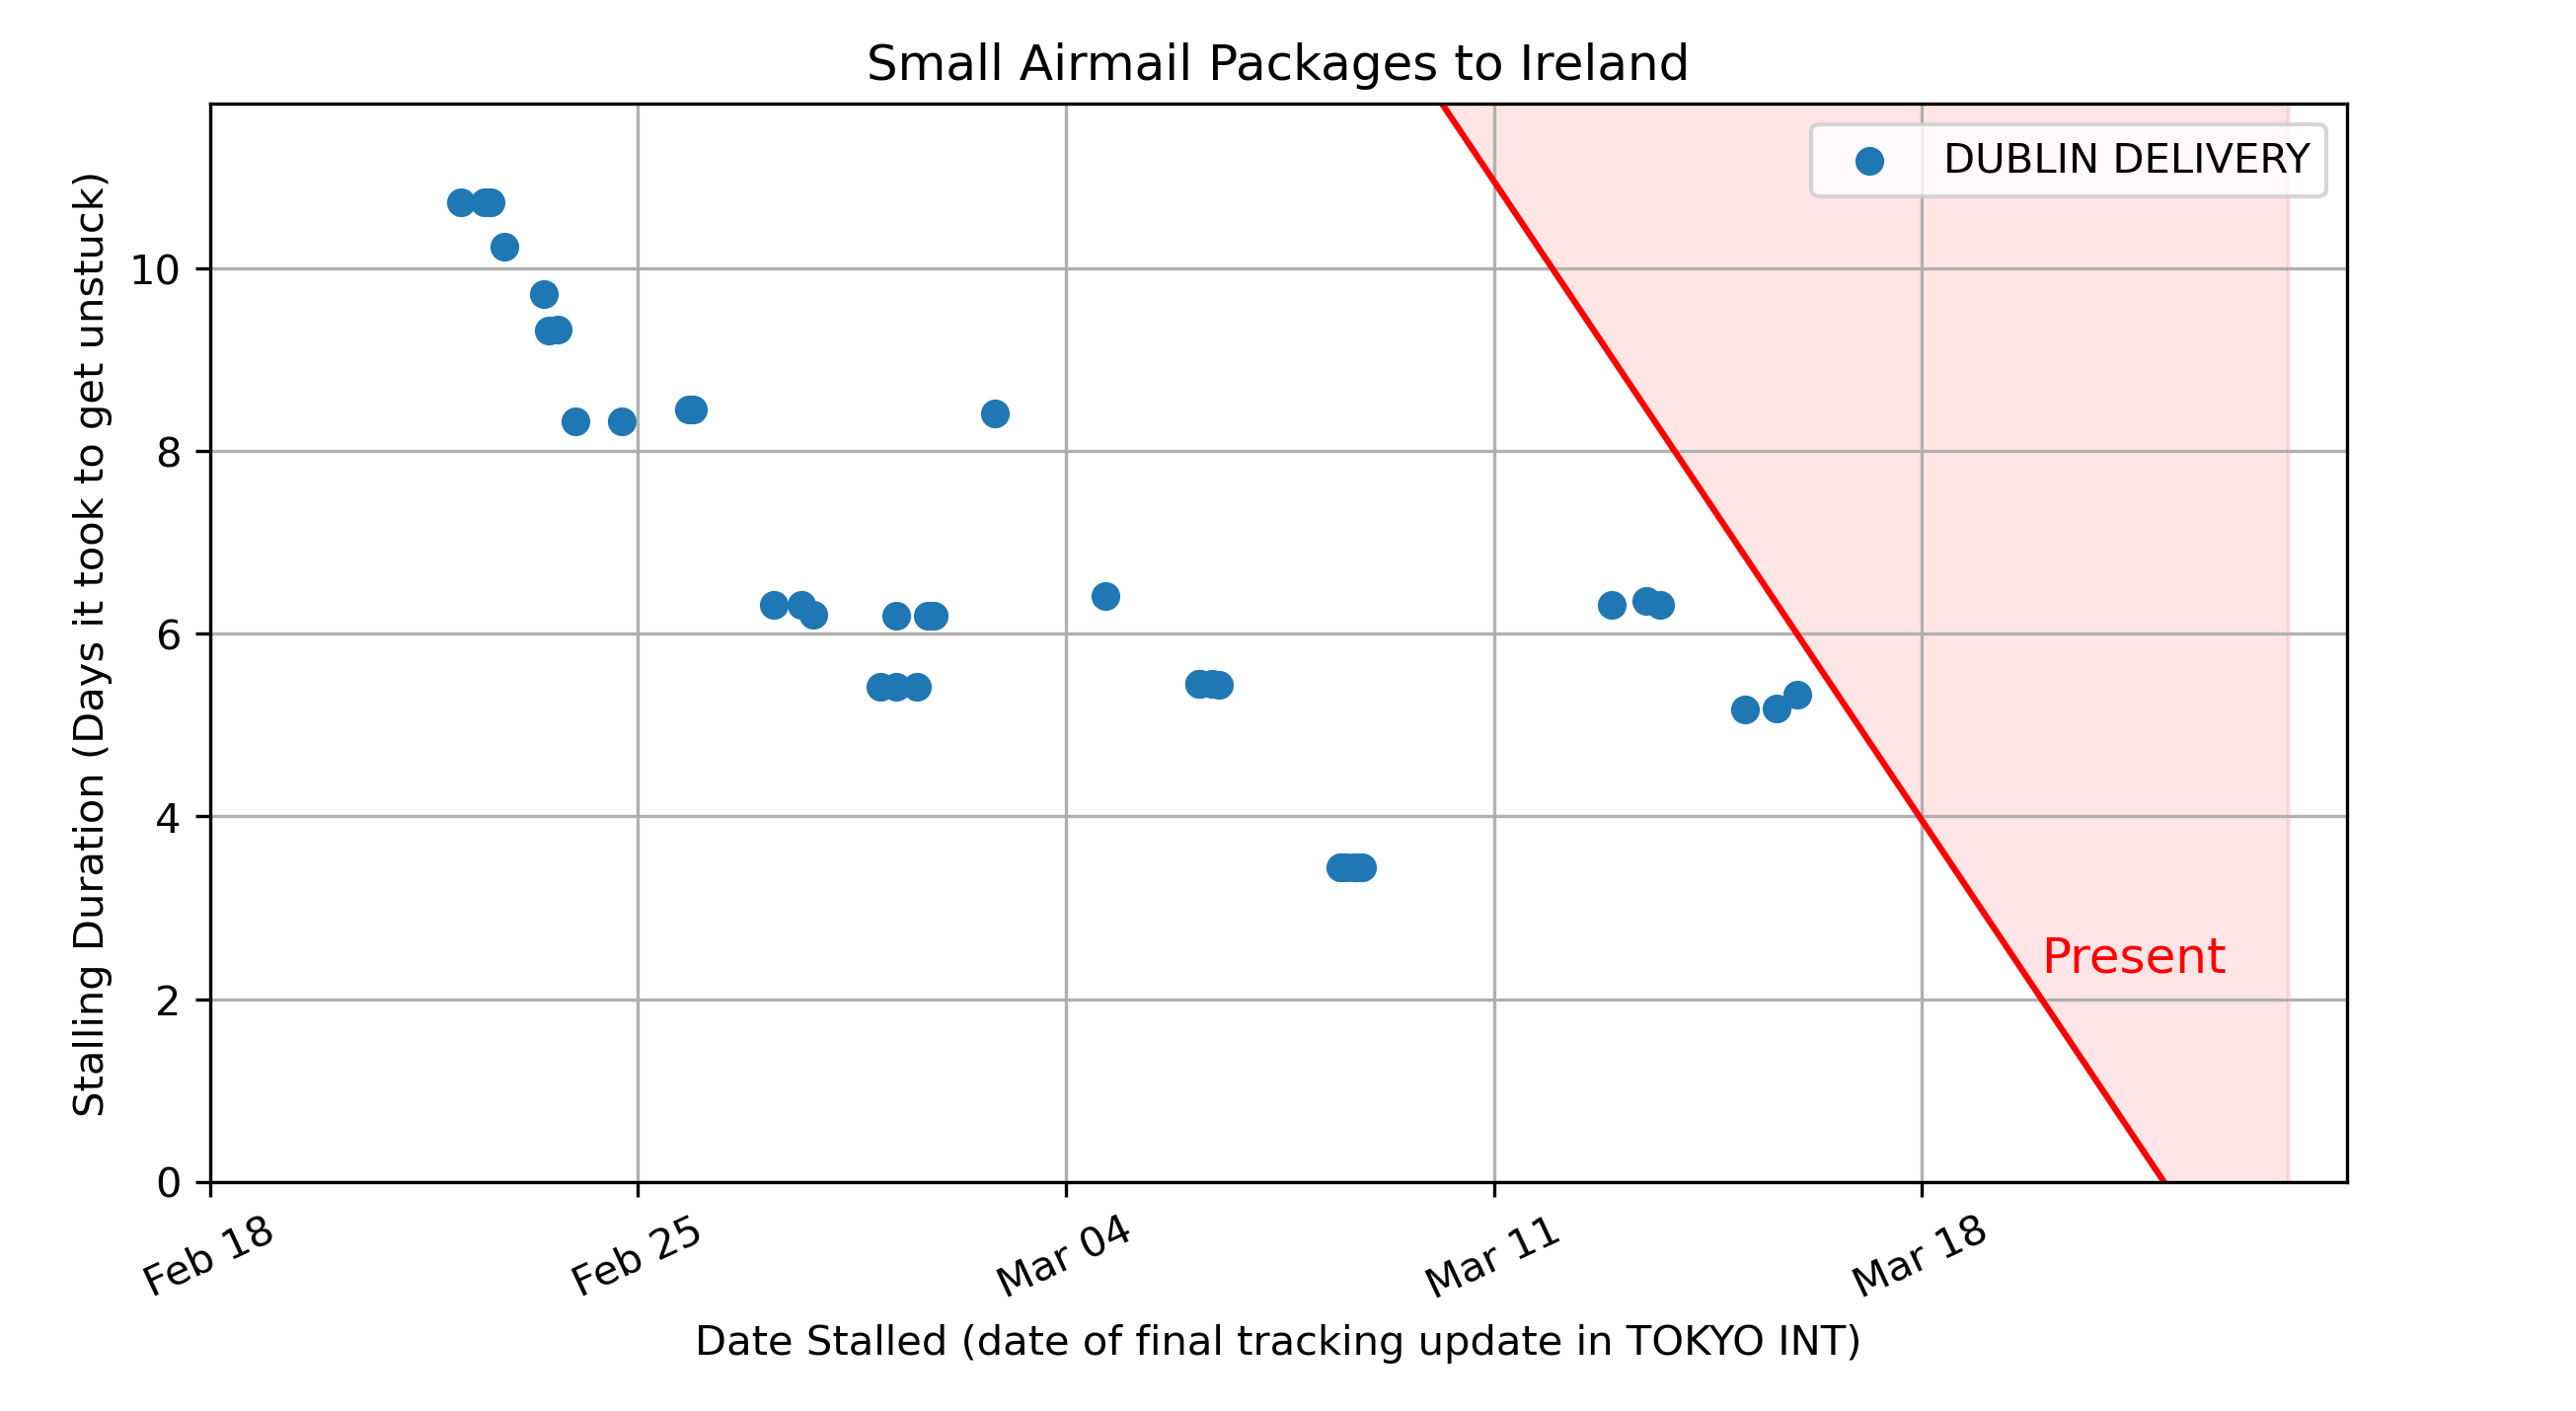 Small Airmail Packages to Ireland
DUBLIN DELIVERY
Stalling Duration (Days it took to get unstuck)
10
8
6
4
2
0
Present
Feb 18
Feb 25
Mar 04
Mar 11
Mar 18
Date Stalled (date of final tracking update in TOKYO INT)